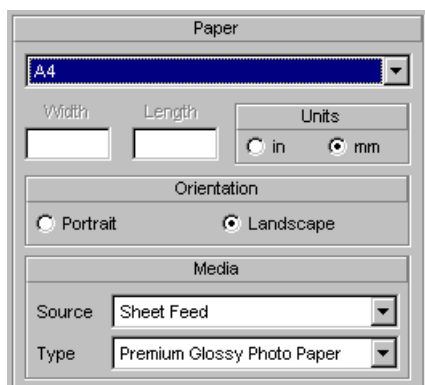 Paper
A4
Width Length Units
in mm
Orientation
Portrait Landscape
Media
Source Sheet Feed
Type Premium Glossy Photo Paper